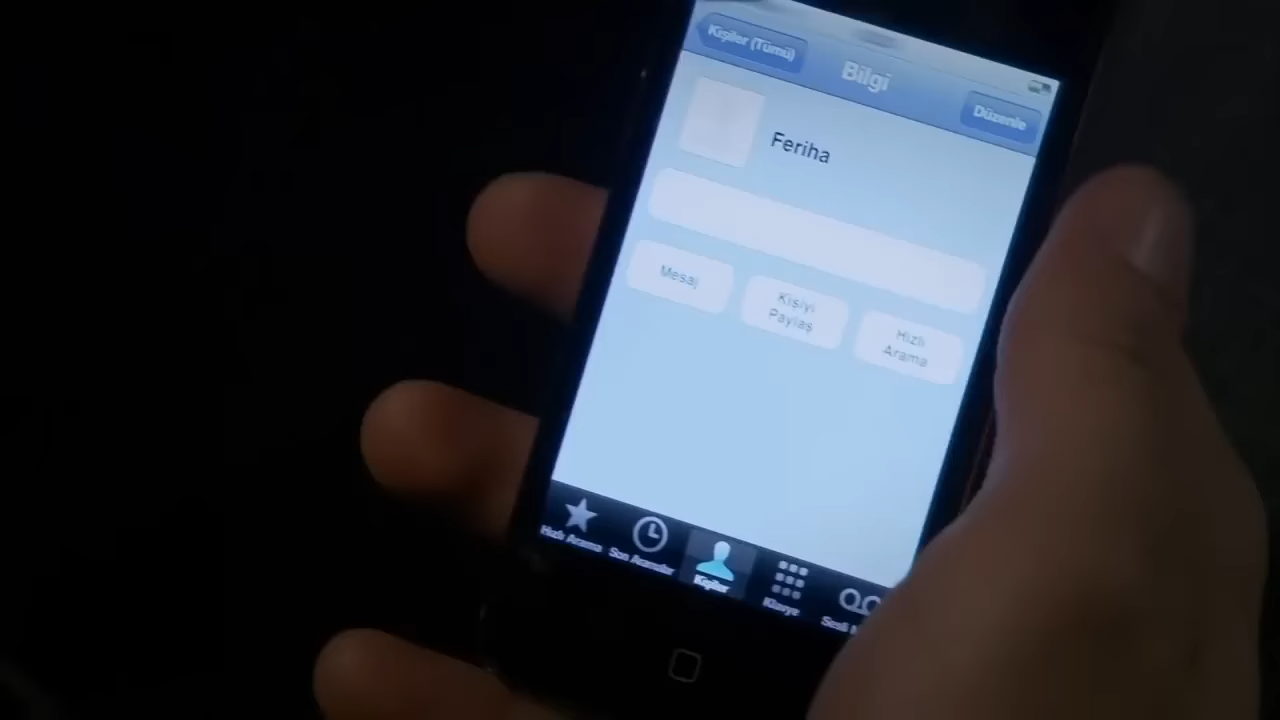 Kişiler (Tümü)
Bilgi
Düzenle
Feriha
Mesaj
Kişiyi
Paylaş
Hızlı
Arama
Hızlı Arama
Son Aramalar
Kişiler
Klavye
Sesli